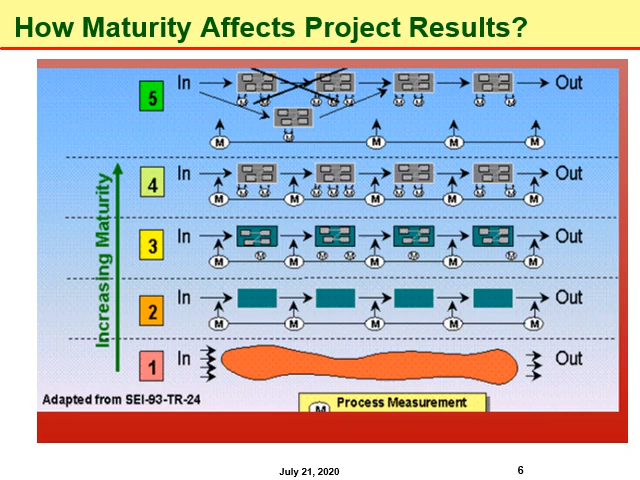 How Maturity Affects Project Results?
5 In Out
M M M M
4 In Out
M M M M M
3 In Out
M M M M M
2 In Out
M M M M M
1 In Out
Increasing Maturity
Adapted from SEI-93-TR-24
M Process Measurement
July 21, 2020 6